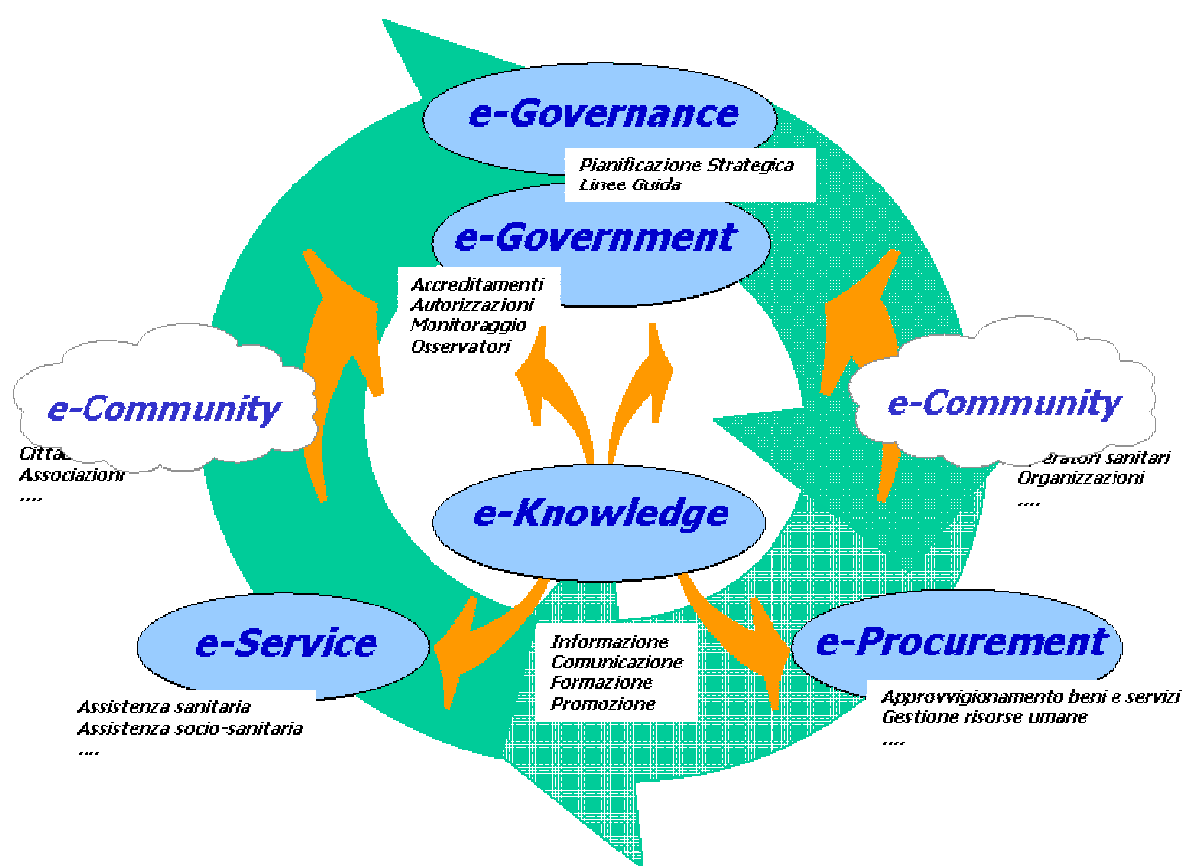 e-Governance
Pianificazione Strategica
Linee Guida
e-Government
Accreditamenti
Autorizzazioni
Monitoraggio
Osservatori
e-Community
Associazioni
....
e-Community
sanitari
Organizzazioni
....
e-Knowledge
Informazione
Comunicazione
Formazione
Promozione
e-Service
Assistenza sanitaria
Assistenza socio-sanitaria
....
e-Procurement
Approvvigionamento beni e servizi
Gestione risorse umane
....